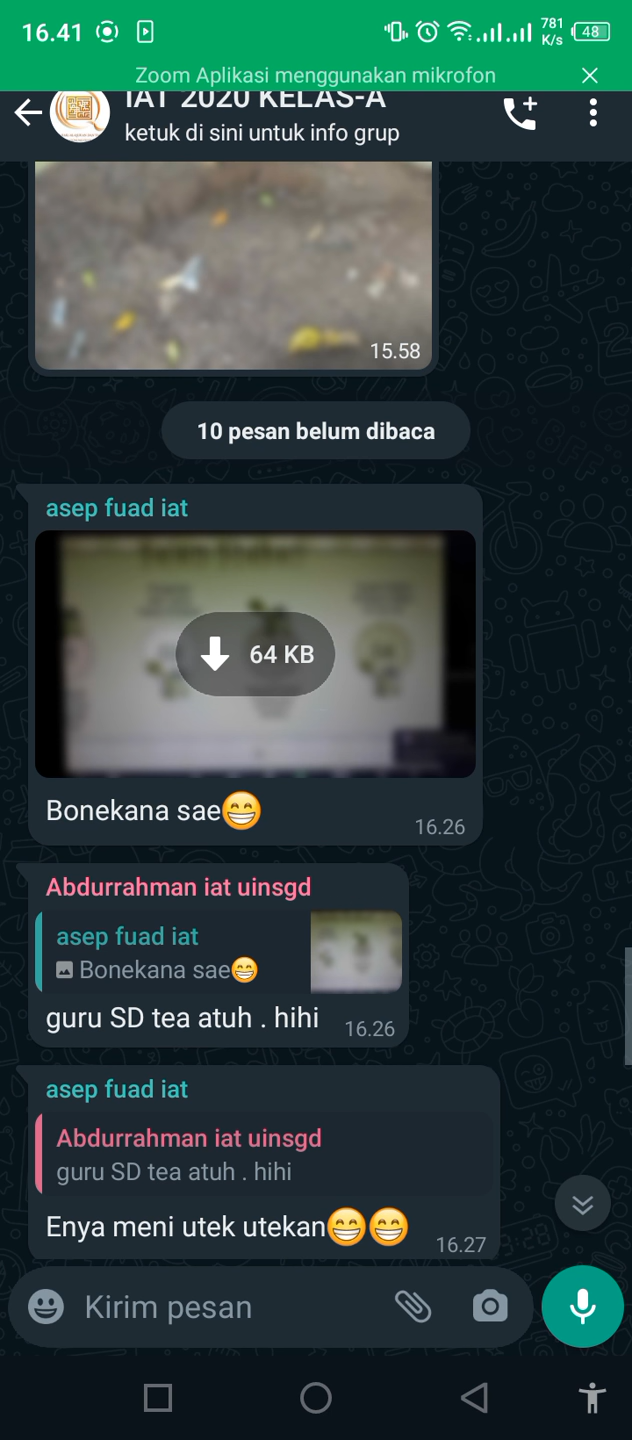 16.41
781
K/s
48
Zoom Aplikasi menggunakan mikrofon
IAT 2020 KELAS-A
ketuk di sini untuk info grup
15.58
10 pesan belum dibaca
asep fuad iat
64 KB
Bonekana sae😁
16.26
Abdurrahman iat uinsgd
asep fuad iat
Bonekana sae😁
guru SD tea atuh . hihi
16.26
asep fuad iat
Abdurrahman iat uinsgd
guru SD tea atuh . hihi
Enya meni utek utekan😁😁
16.27
Kirim pesan